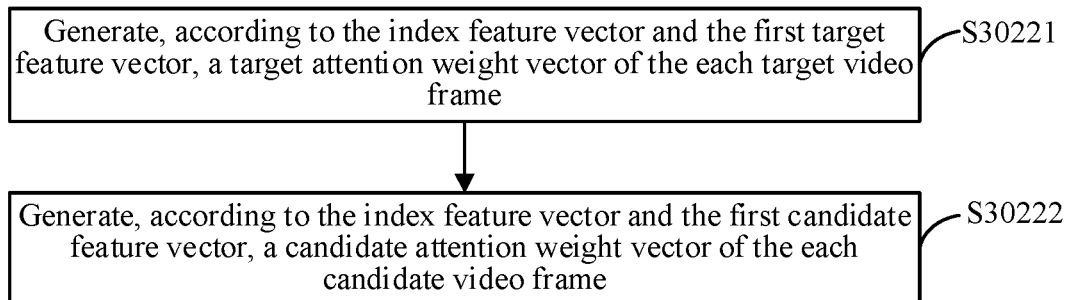 Generate, according to the index feature vector and the first target
feature vector, a target attention weight vector of the each target video
frame
S30221
Generate, according to the index feature vector and the first candidate
feature vector, a candidate attention weight vector of the each
candidate video frame
S30222